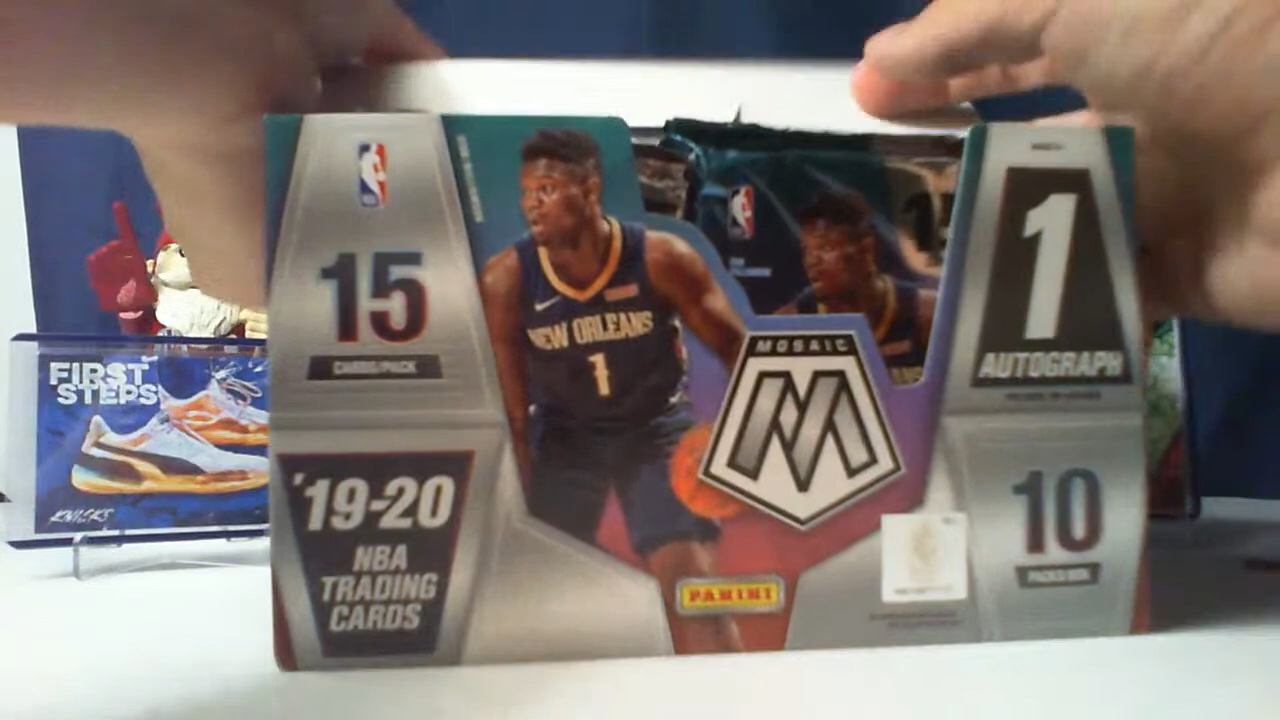 15
CARDS/PACK
'19-20
NBA
TRADING
CARDS
NEW ORLEANS
1
MOSAIC
M
PANINI
1
AUTOGRAPH
10
PACKS/BOX
FIRST
STEPS
KNICKS